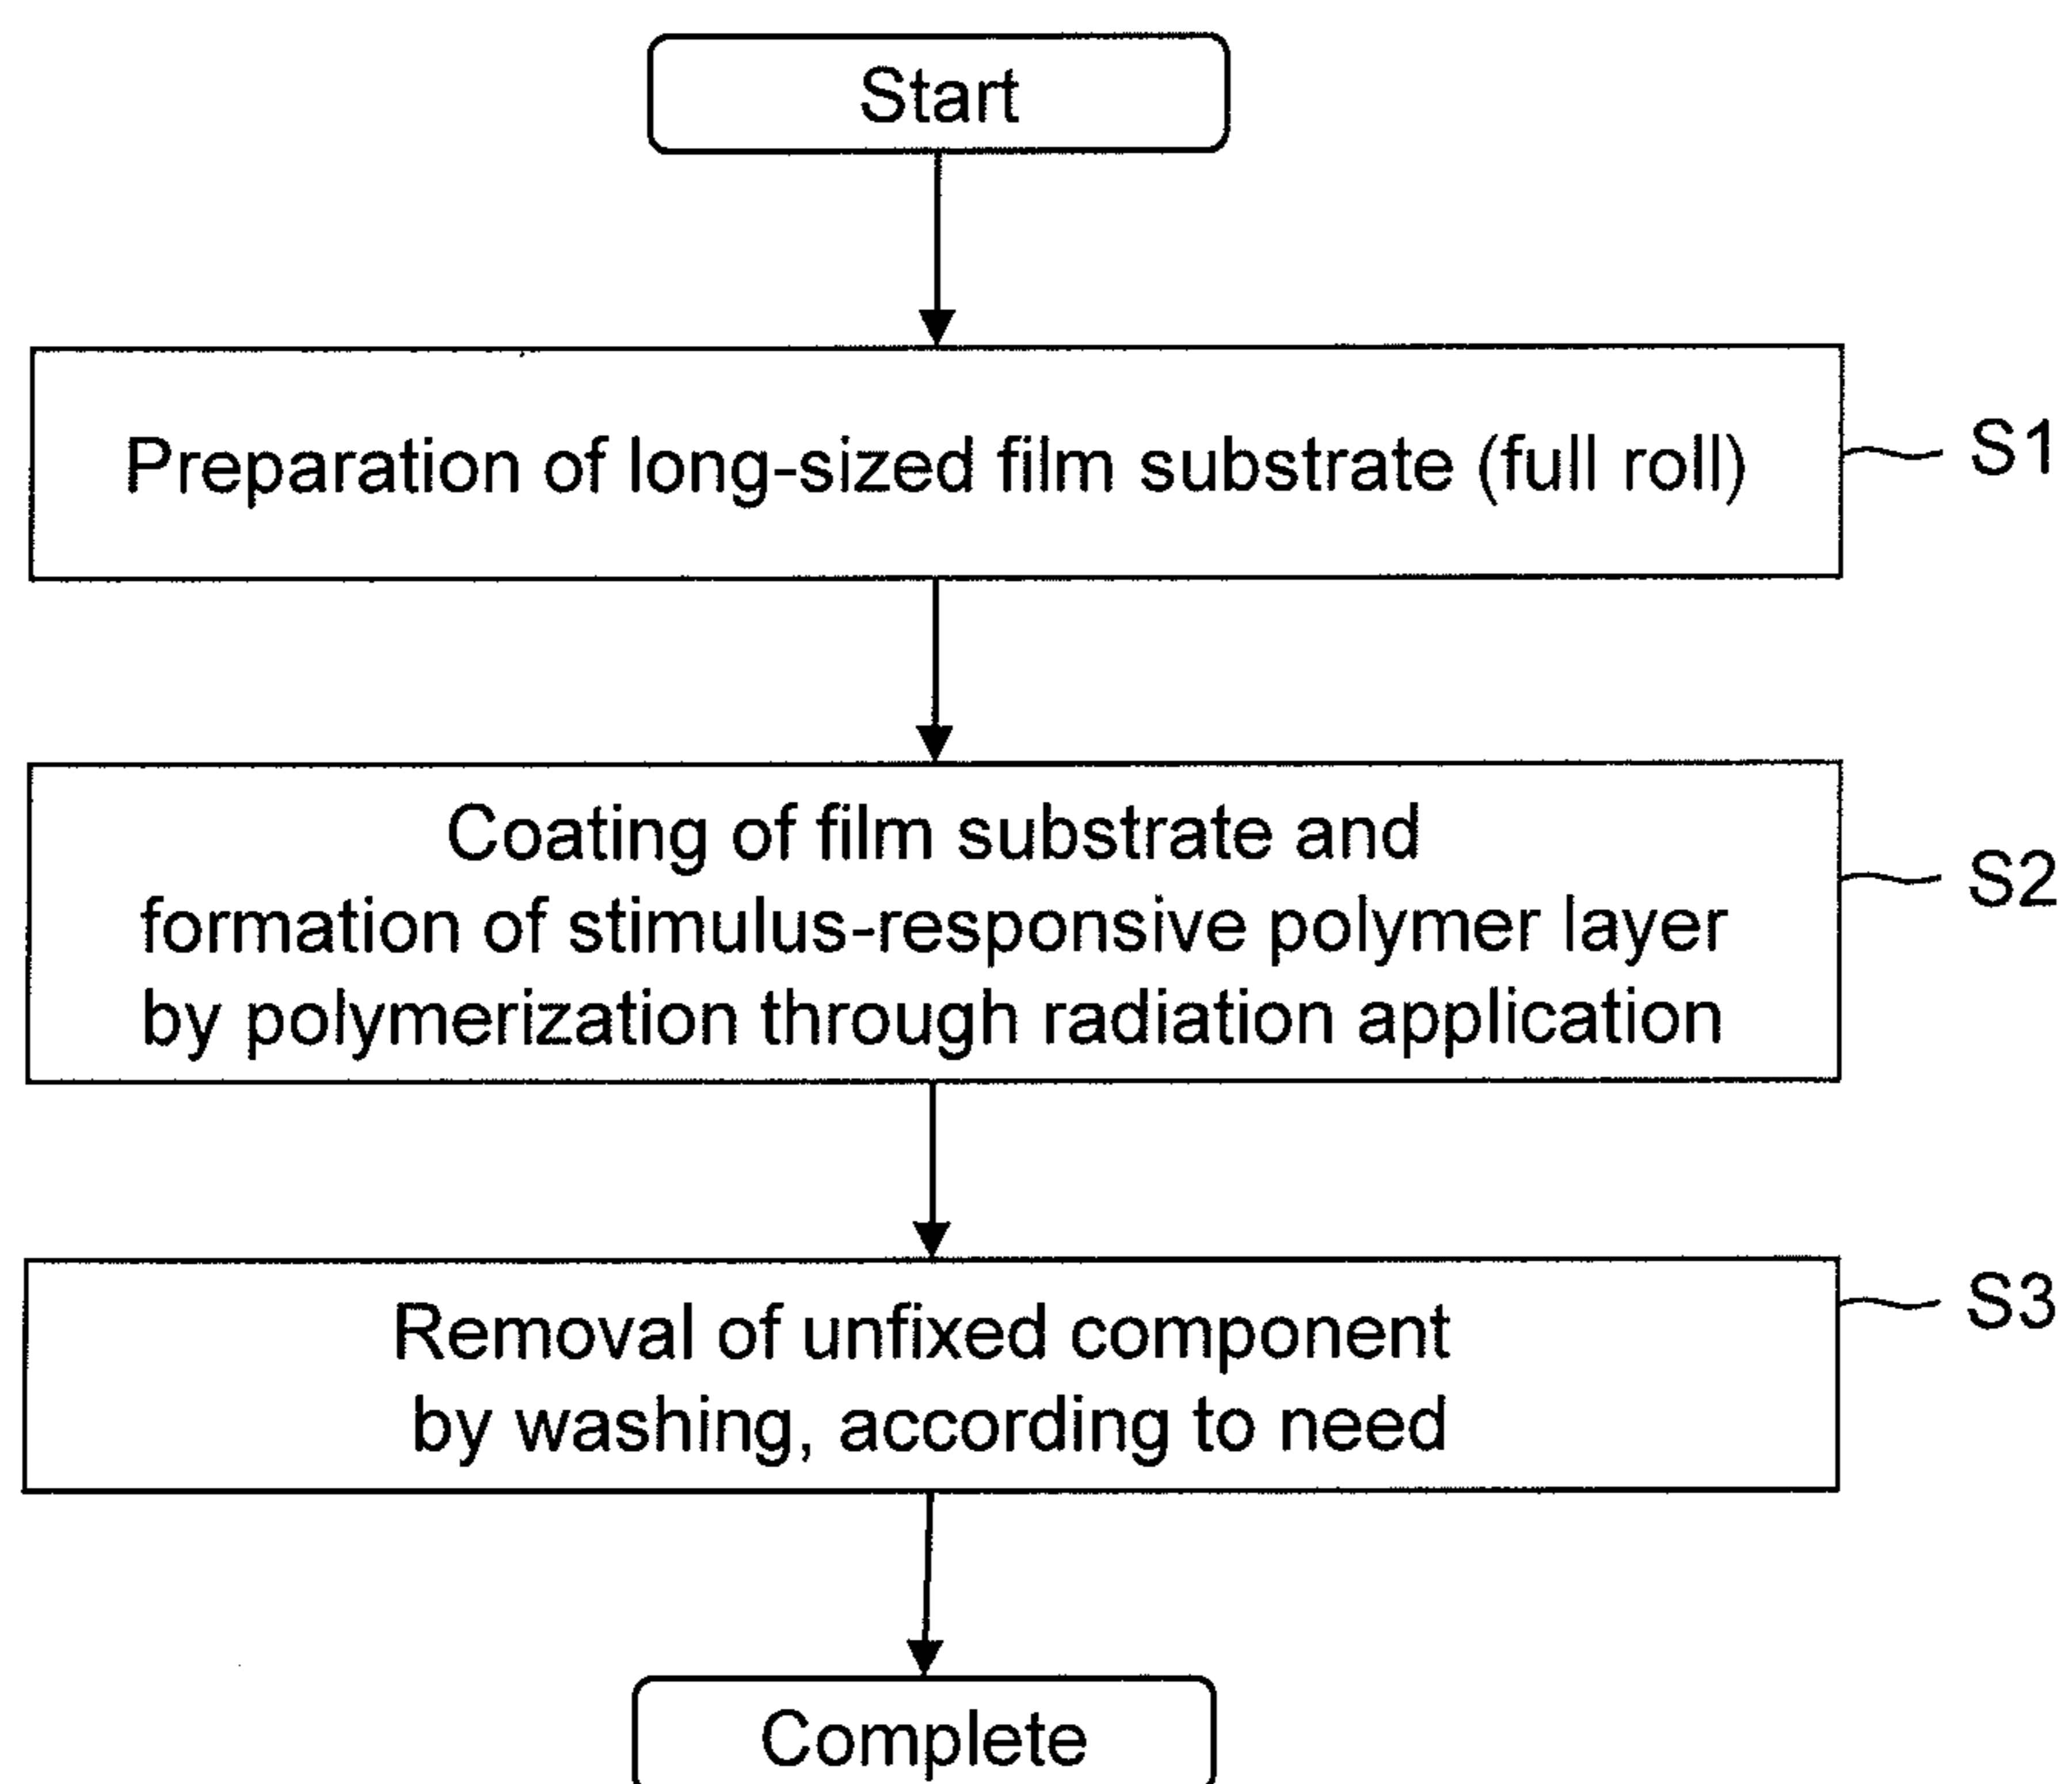 Start
Preparation of long-sized film substrate (full roll)
S1
Coating of film substrate and
formation of stimulus-responsive polymer layer
by polymerization through radiation application
S2
Removal of unfixed component
by washing, according to need
S3
Complete